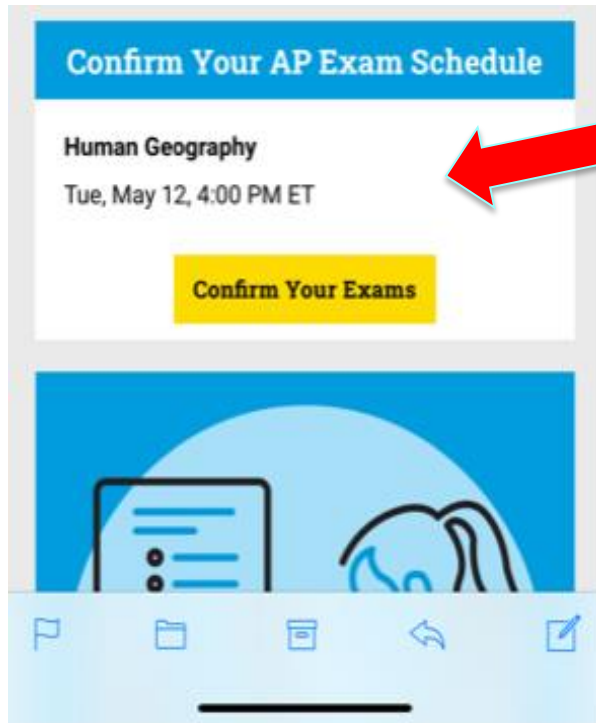 Confirm Your AP Exam Schedule
Human Geography
Tue, May 12, 4:00 PM ET
Confirm Your Exams